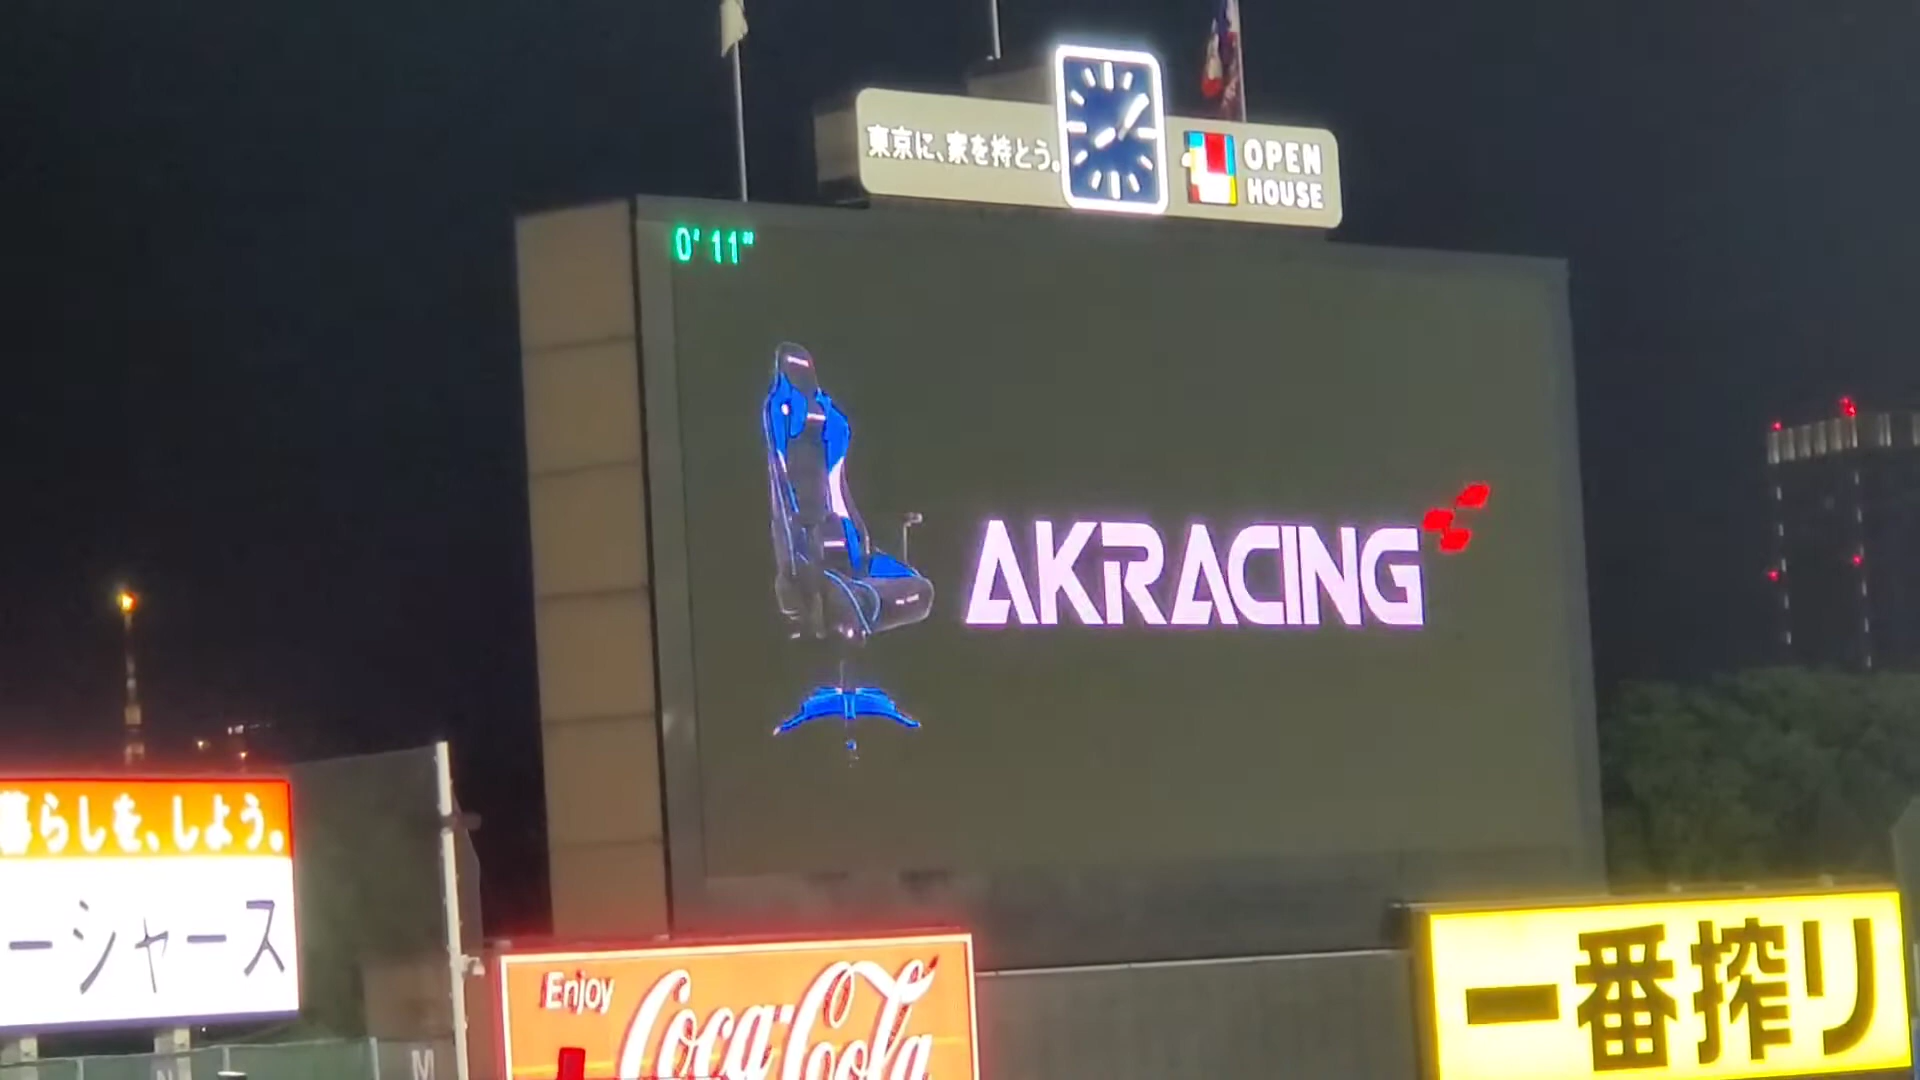 東京に、家を持とう。
OPEN
HOUSE
0'11"
AKRACING
暮らしを、しよう。
ーシャース
Enjoy
Coca-Cola
一番搾り
M